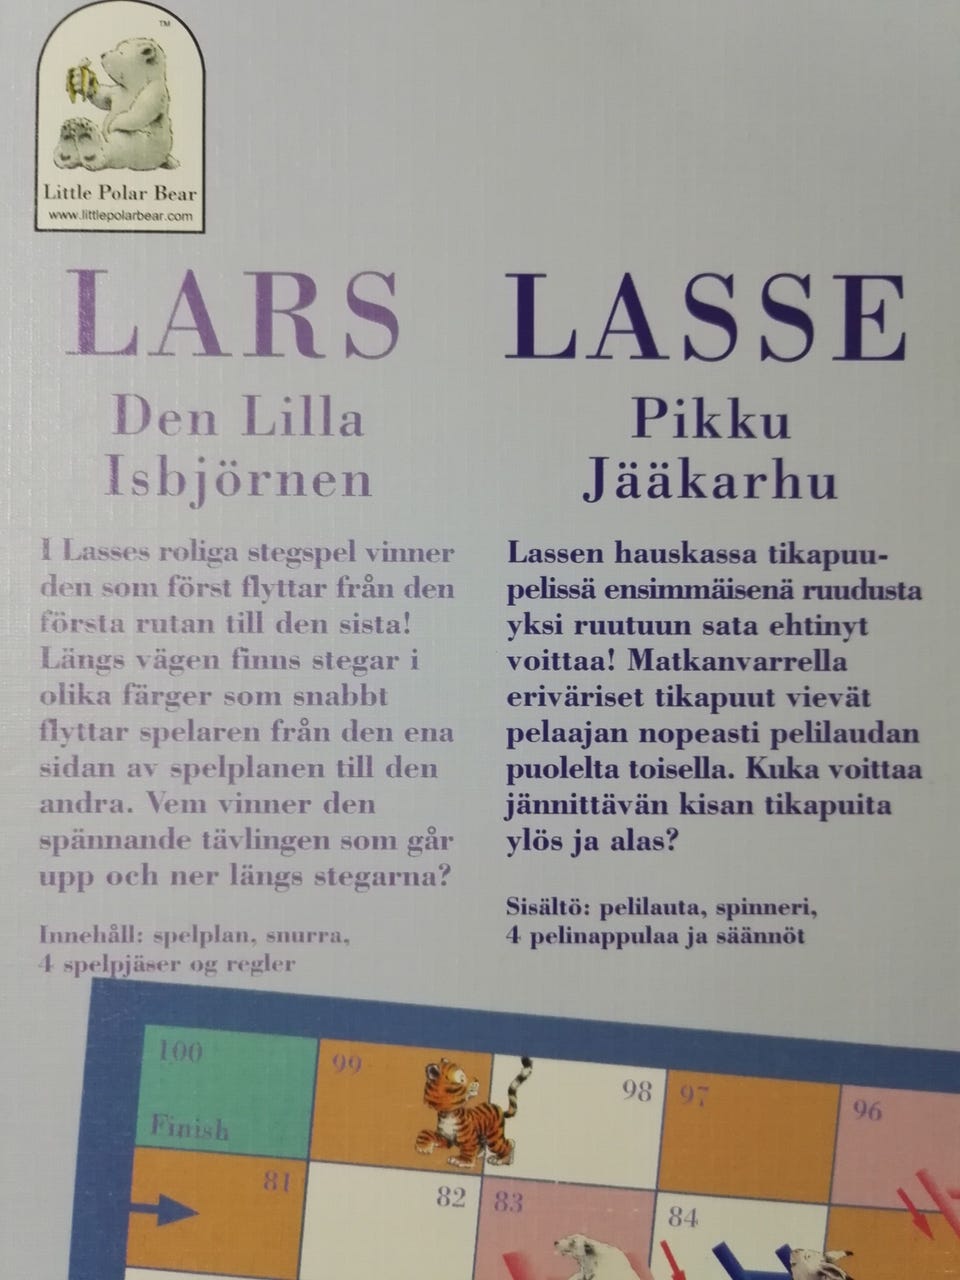 TM
Little Polar Bear
www.littlepolarbear.com
LARS
Den Lilla
Isbjörnen
I Lasses roliga stegspel vinner
den som först flyttar från den
första rutan till den sista!
Längs vägen finns stegar i
olika färger som snabbt
flyttar spelaren från den ena
sidan av spelplanen till den
andra. Vem vinner den
spännande tävlingen som går
upp och ner längs stegarna?
Innehåll: spelplan, snurra,
4 spelpjäser og regler
LASSE
Pikku
Jääkarhu
Lassen hauskassa tikapuu-
pelissä ensimmäisenä ruudusta
yksi ruutuun sata ehtinyt
voittaa! Matkanvarrella
eriväriset tikapuut vievät
pelaajan nopeasti pelilaudan
puolelta toisella. Kuka voittaa
jännittävän kisan tikapuita
ylös ja alas?
Sisältö: pelilauta, spinneri,
4 pelinappulaa ja säännöt
100
Finish
99
98
97
96
81
82
83
84